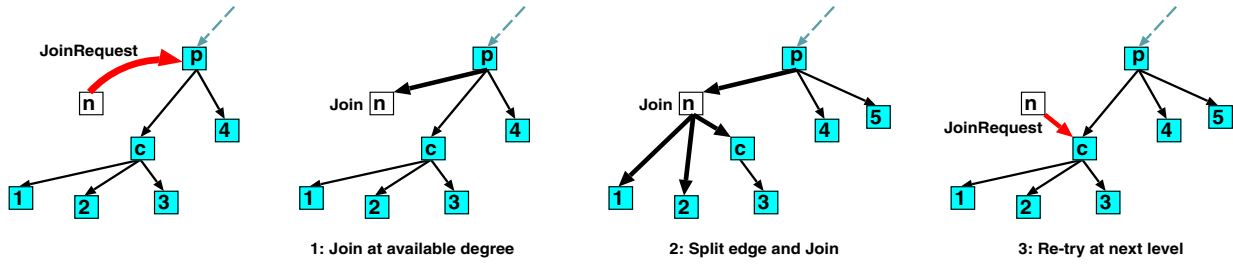 p
JoinRequest
n
4
c
1
2
3
p
Join n
4
c
1
2
3
1: Join at available degree
p
Join n
4
5
c
1
2
3
2: Split edge and Join
p
n
JoinRequest
4
5
c
1
2
3
3: Re-try at next level